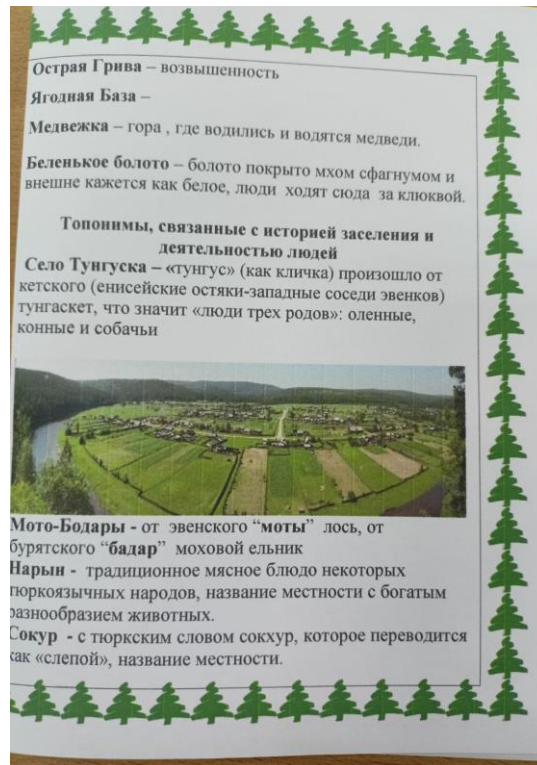 Острая Грива – возвышенность
Ягодная База –
Медвежка – гора , где водились и водятся медведи.
Беленькое болото – болото покрыто мхом сфагнумом и
внешне кажется как белое, люди ходят сюда за клюквой.
Топонимы, связанные с историей заселения и
деятельностью людей
Село Тунгуска – «тунгус» (как кличка) произошло от
кетского (енисейские остяки-западные соседи эвенков)
тунгаскет, что значит «люди трех родов»: оленные,
конные и собачьи
Мото-Бодары - от эвенского “моты” лось, от
бурятского “бадар” моховой ельник
Нарын - традиционное мясное блюдо некоторых
тюркоязычных народов, название местности с богатым
разнообразием животных.
Сокур - с тюркским словом сокхур, которое переводится
как «слепой», название местности.